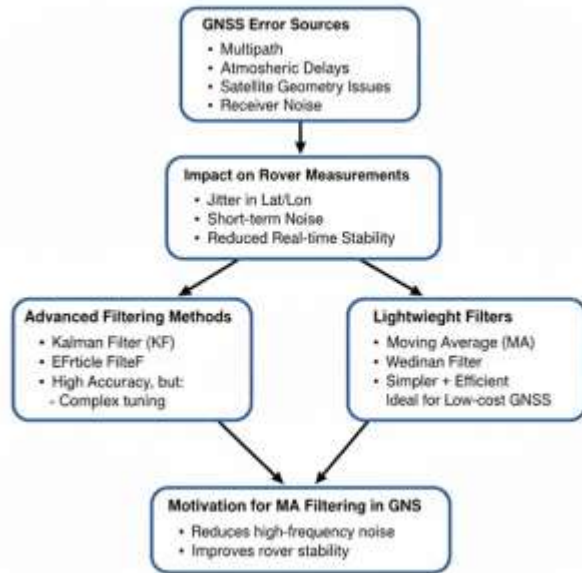 GNSS Error Sources
• Multipath
• Atmosheric Delays
• Satellite Geometry Issues
• Receiver Noise
Impact on Rover Measurements
• Jitter in Lat/Lon
• Short-term Noise
• Reduced Real-time Stability
Advanced Filtering Methods
• Kalman Filter (KF)
• EFrticle FilteF
• High Accuracy, but:
- Complex tuning
Lightwieght Filters
• Moving Average (MA)
• Wedinan Filter
• Simpler + Efficient
Ideal for Low-cost GNSS
Motivation for MA Filtering in GNS
• Reduces high-frequency noise
• Improves rover stability